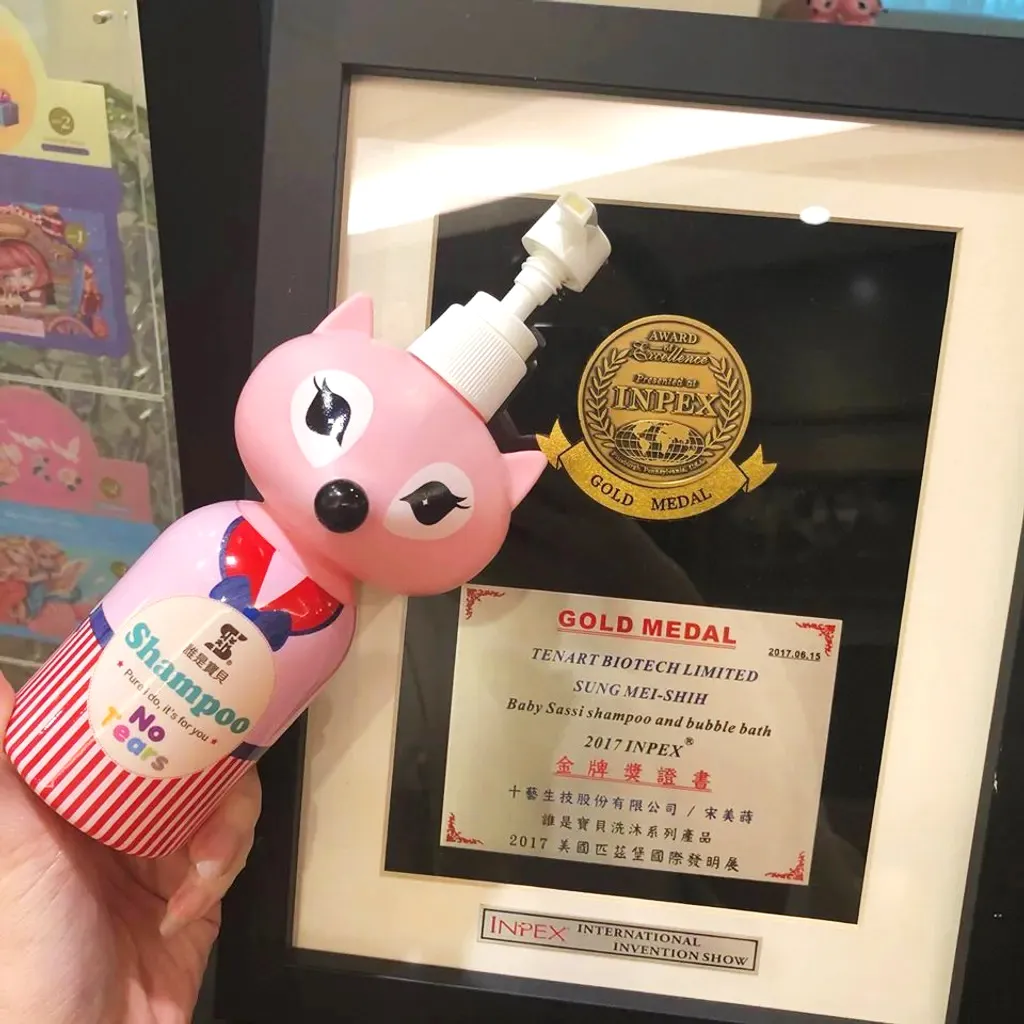 誰是寶貝
Shampoo
Pure i do, it's for you
No
Tears
AWARD
of
Excellence
Presented at
INPEX
Pittsburgh, Pennsylvania, U.S.A.
GOLD MEDAL
GOLD MEDAL
2017.06.15
TENART BIOTECH LIMITED
SUNG MEI-SHIH
Baby Sassi shampoo and bubble bath
2017 INPEX®
金牌獎證書
十藝生技股份有限公司 / 宋美蒔
誰是寶貝洗沐系列產品
2017 美國匹茲堡國際發明展
INPEX INTERNATIONAL
INVENTION SHOW